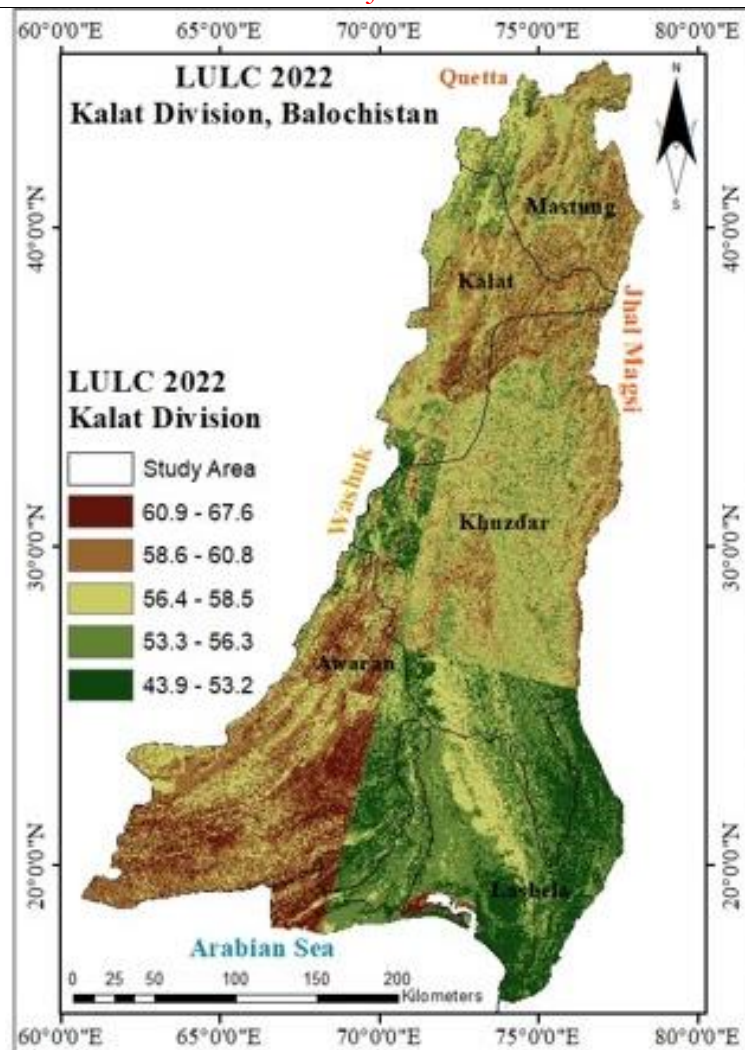 60°0'0"E 65°0'0"E 70°0'0"E 75°0'0"E 80°0'0"E
LULC 2022
Kalat Division, Balochistan
Quetta
N
S
Mastung
40°0'0"N
40°0'0"N
Kalat
Jhal Magsi
LULC 2022
Kalat Division
Study Area
60.9 - 67.6
58.6 - 60.8
56.4 - 58.5
53.3 - 56.3
43.9 - 53.2
Washuk
Khuzdar
30°0'0"N
30°0'0"N
Awaran
20°0'0"N
20°0'0"N
Lasbela
Arabian Sea
0 25 50 100 150 200
Kilometers
60°0'0"E 65°0'0"E 70°0'0"E 75°0'0"E 80°0'0"E